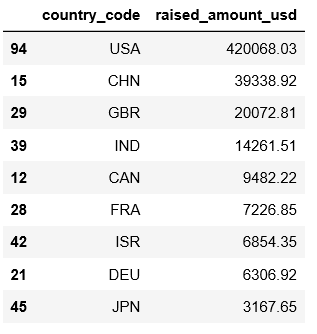 country_code raised_amount_usd
94 USA 420068.03
15 CHN 39338.92
29 GBR 20072.81
39 IND 14261.51
12 CAN 9482.22
28 FRA 7226.85
42 ISR 6854.35
21 DEU 6306.92
45 JPN 3167.65